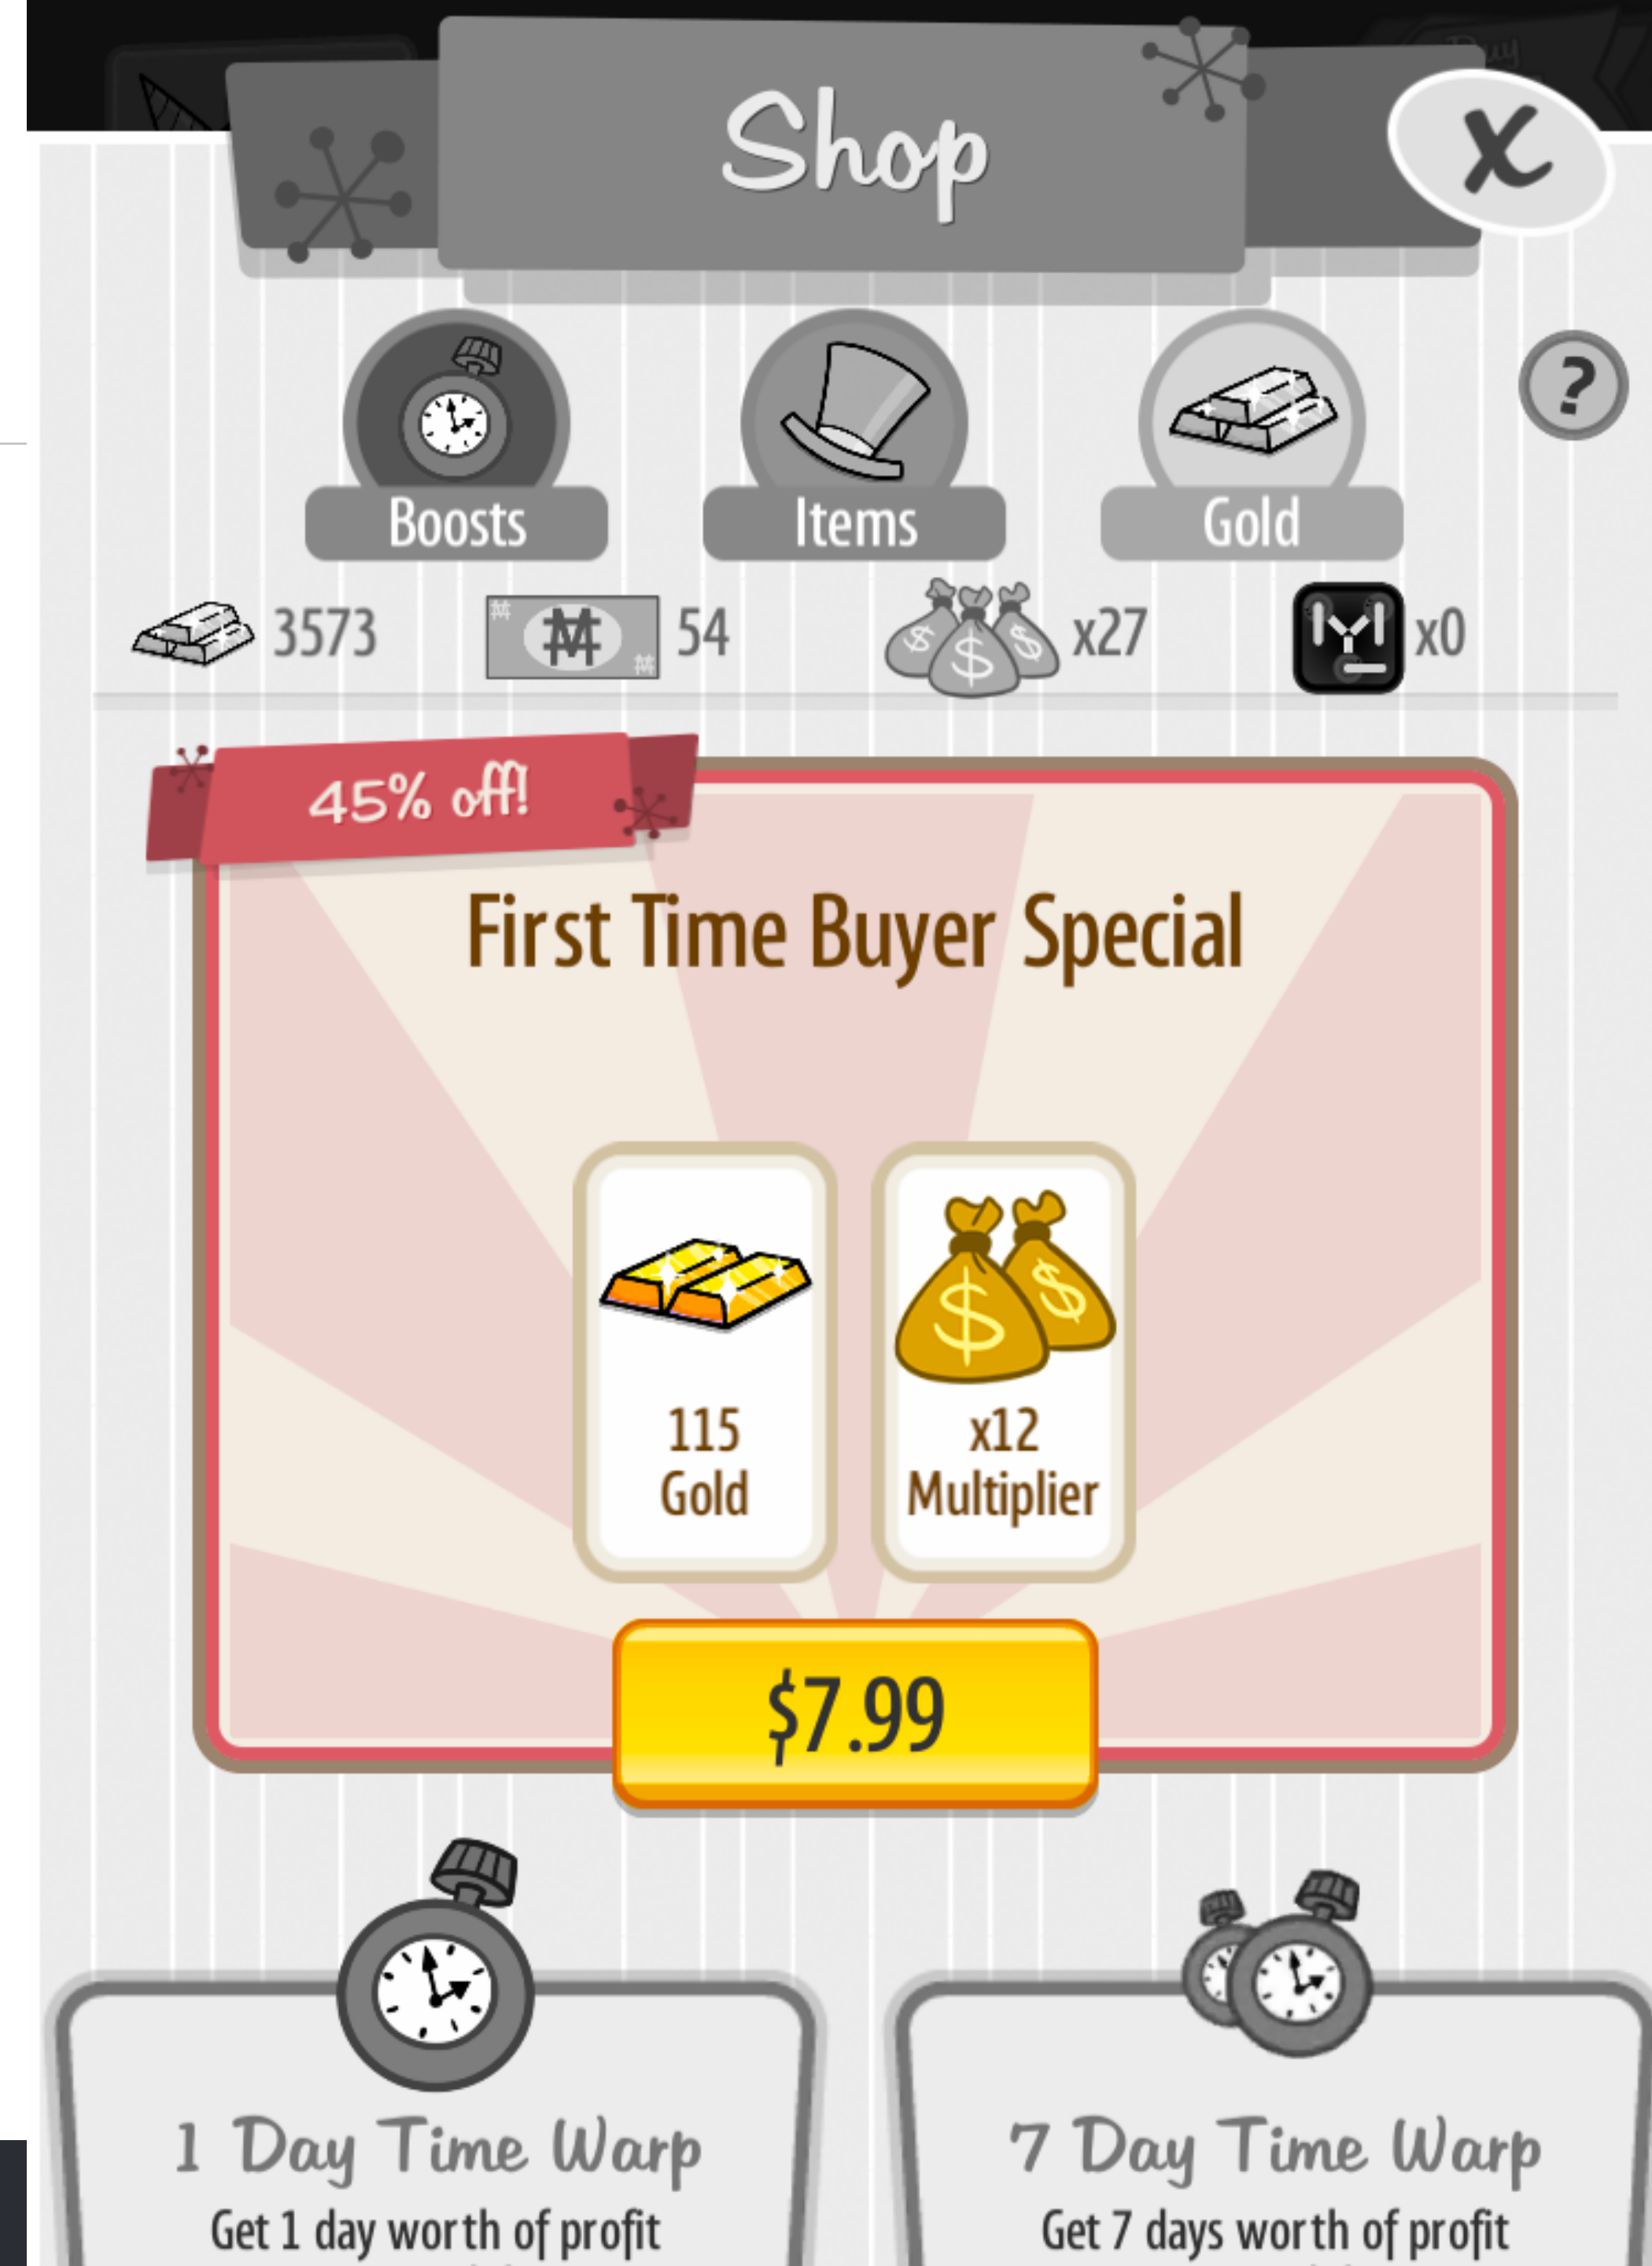 Buy
Shop
X
?
Boosts
Items
Gold
3573
54
x27
x0
45% off!
First Time Buyer Special
115
Gold
x12
Multiplier
$7.99
1 Day Time Warp
Get 1 day worth of profit
7 Day Time Warp
Get 7 days worth of profit